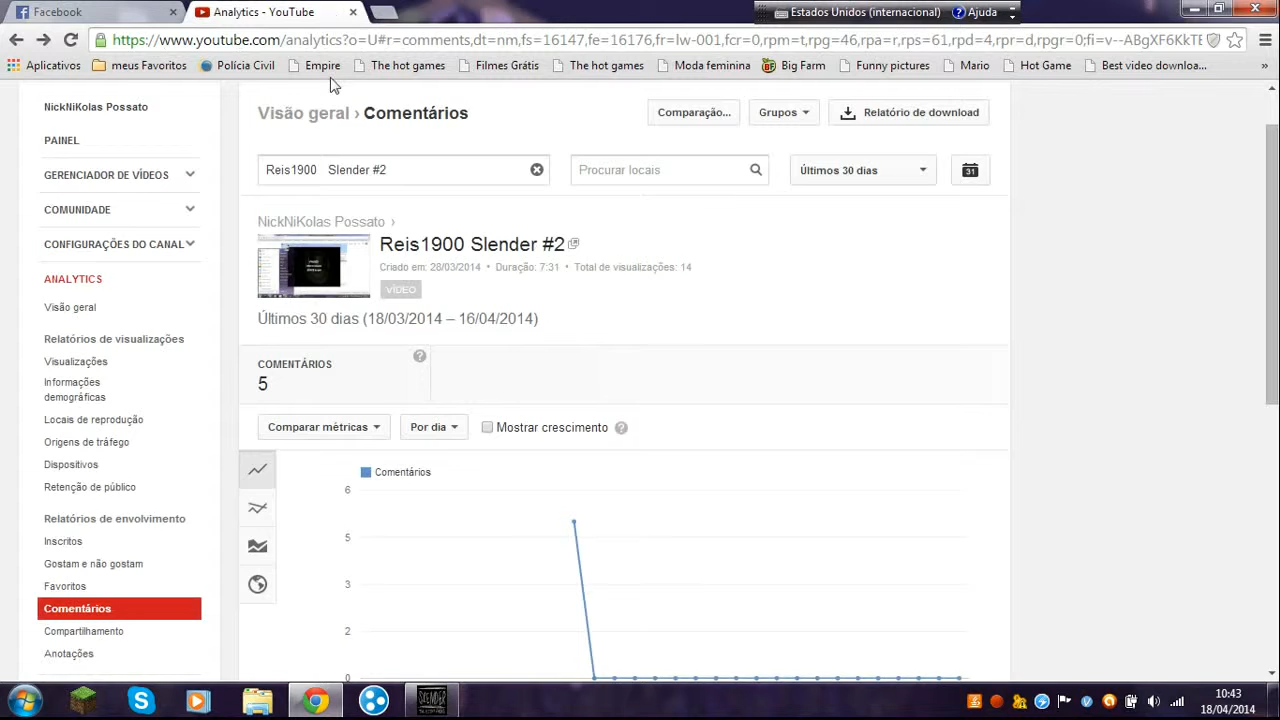 Facebook
Analytics - YouTube
Estados Unidos (internacional)
Ajuda
https://www.youtube.com/analytics?o=U#r=comments,dt=nm,fs=16147,fe=16176,fr=lw-001,fcr=0,rpm=t,rpg=46,rpa=r,rps=61,rpd=4,rpr=d,rpgr=0;fi=v--ABgXF6KkTE
Aplicativos
meus Favoritos
Polícia Civil
Empire
The hot games
Filmes Grátis
The hot games
Moda feminina
Big Farm
Funny pictures
Mario
Hot Game
Best video downloa...
»
NickNiKolas Possato
PAINEL
GERENCIADOR DE VÍDEOS
COMUNIDADE
CONFIGURAÇÕES DO CANAL
ANALYTICS
Visão geral
Relatórios de visualizações
Visualizações
Informações
demográficas
Locais de reprodução
Origens de tráfego
Dispositivos
Retenção de público
Relatórios de envolvimento
Inscritos
Gostam e não gostam
Favoritos
Comentários
Compartilhamento
Anotações
Visão geral › Comentários
Comparação...
Grupos
Relatório de download
Reis1900 Slender #2
Procurar locais
Últimos 30 dias
31
NickNiKolas Possato ›
Reis1900 Slender #2
Criado em: 28/03/2014 • Duração: 7:31 • Total de visualizações: 14
VÍDEO
Últimos 30 dias (18/03/2014 – 16/04/2014)
COMENTÁRIOS
?
5
Comparar métricas
Por dia
Mostrar crescimento
?
Comentários
6
5
3
2
0
SLENDER
10:43
18/04/2014